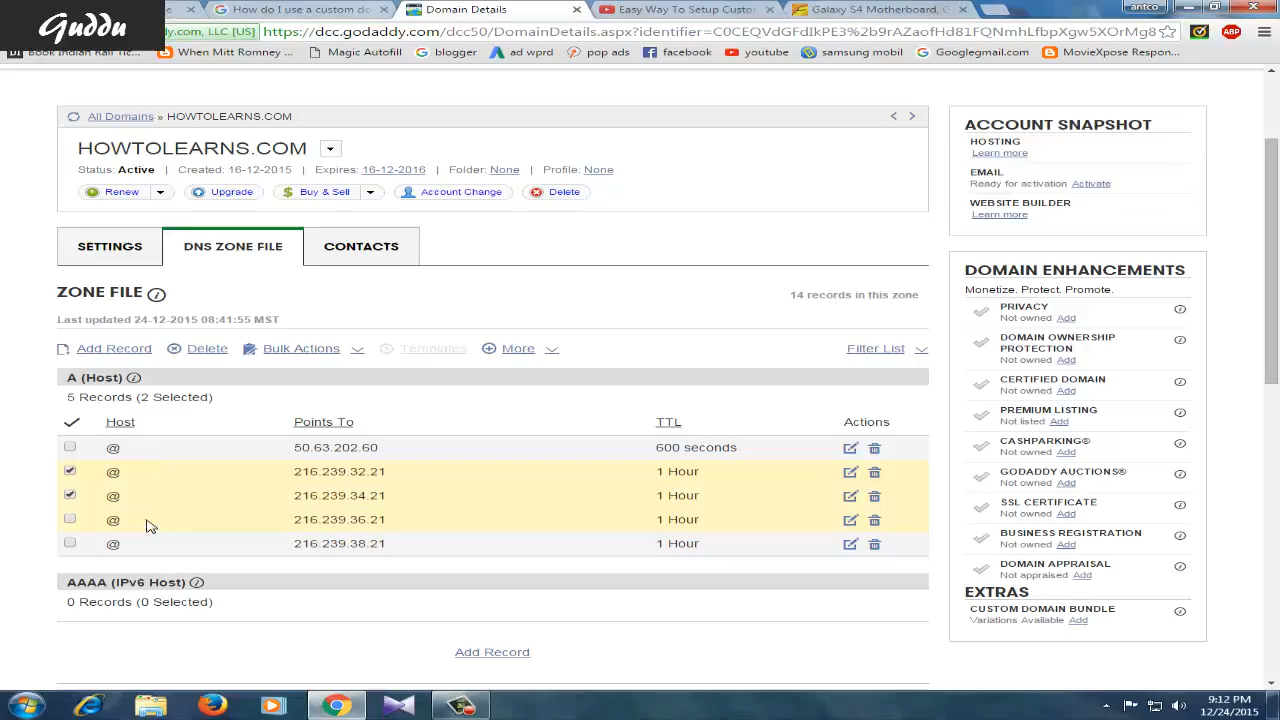 Guddu
How do I use a custom do
Domain Details
Easy Way To Setup Custom
Galaxy S4 Motherboard, G
antco
daddy.com, LLC [US]
https://dcc.godaddy.com/dcc50/
Book Indian Rail Tic
When Mitt Romney ...
Magic Autofill
blogger
ad wprd
pop ads
facebook
youtube
samsung mobil
Googlegmail.com
MovieXpose Respon...
ABP
All Domains » HOWTOLEARNS.COM
HOWTOLEARNS.COM
Status: Active | Created: 16-12-2015 | Expires: 16-12-2016 | Folder: None | Profile: None
Renew
Upgrade
Buy & Sell
Account Change
Delete
SETTINGS
DNS ZONE FILE
CONTACTS
ZONE FILE
14 records in this zone
Last updated 24-12-2015 08:41:55 MST
Add Record
Delete
Bulk Actions
Templates
More
Filter List
A (Host)
5 Records (2 Selected)
Host Points To TTL Actions
@ 50.63.202.60 600 seconds
@ 216.239.32.21 1 Hour
@ 216.239.34.21 1 Hour
@ 216.239.36.21 1 Hour
@ 216.239.38.21 1 Hour
AAAA (IPv6 Host)
0 Records (0 Selected)
Add Record
ACCOUNT SNAPSHOT
HOSTING
Learn more
EMAIL
Ready for activation Activate
WEBSITE BUILDER
Learn more
DOMAIN ENHANCEMENTS
Monetize. Protect. Promote.
PRIVACY
Not owned Add
DOMAIN OWNERSHIP
PROTECTION
Not owned Add
CERTIFIED DOMAIN
Not owned Add
PREMIUM LISTING
Not listed Add
CASHPARKING®
Not owned Add
GODADDY AUCTIONS®
Not owned Add
SSL CERTIFICATE
Not owned Add
BUSINESS REGISTRATION
Not owned Add
DOMAIN APPRAISAL
Not appraised Add
EXTRAS
CUSTOM DOMAIN BUNDLE
Variations Available Add
9:12 PM
12/24/2015